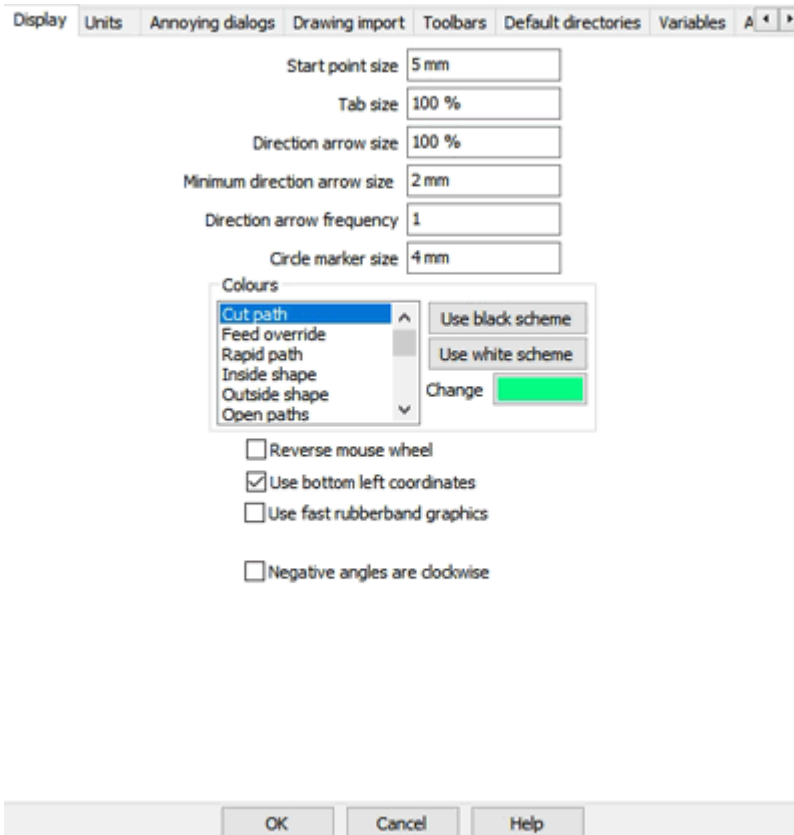 Display Units Annoying dialogs Drawing import Toolbars Default directories Variables A
Start point size 5 mm
Tab size 100 %
Direction arrow size 100 %
Minimum direction arrow size 2 mm
Direction arrow frequency 1
Circle marker size 4 mm
Colours
Cut path
Feed override
Rapid path
Inside shape
Outside shape
Open paths
Use black scheme
Use white scheme
Change
Reverse mouse wheel
Use bottom left coordinates
Use fast rubberband graphics
Negative angles are clockwise
OK Cancel Help